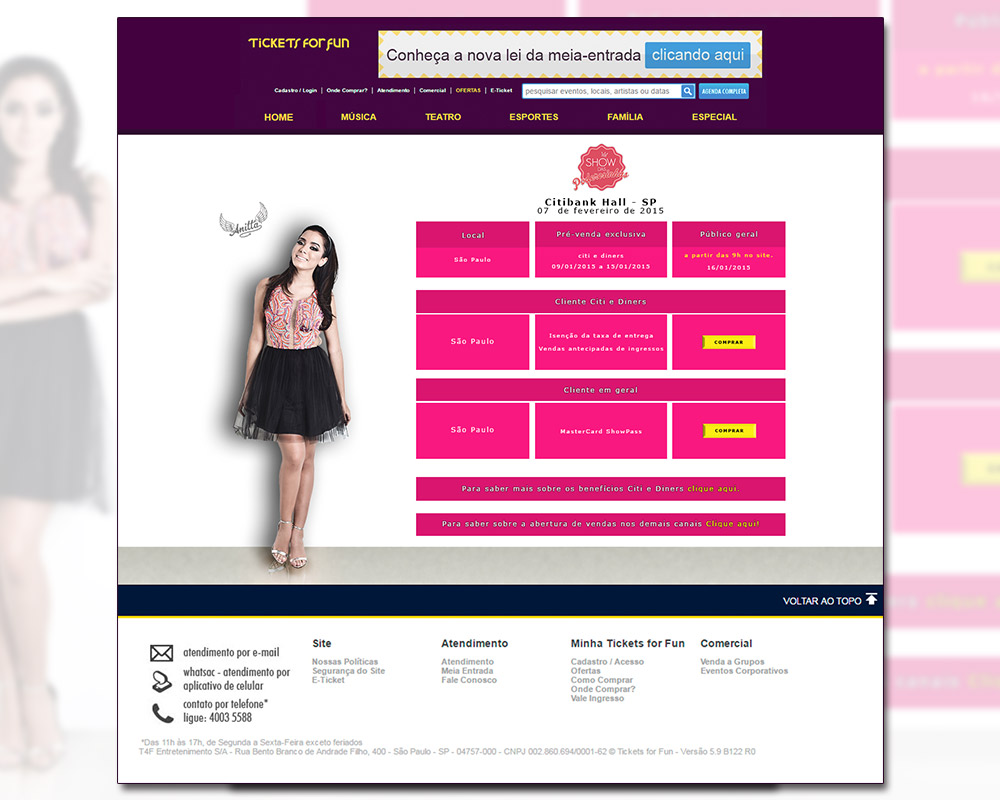 TICKETS FOR FUN
Conheça a nova lei da meia-entrada clicando aqui
Cadastro / Login | Onde Comprar? | Atendimento | Comercial | OFERTAS | E-Ticket
pesquisar eventos, locais, artistas ou datas
AGENDA COMPLETA
HOME MÚSICA TEATRO ESPORTES FAMÍLIA ESPECIAL
SHOW
DAS
Poderosinhas
Citibank Hall - SP
07 de fevereiro de 2015
Anitta
Local Pré-venda exclusiva Público geral
São Paulo
citi e diners
09/01/2015 a 15/01/2015
a partir das 9h no site.
16/01/2015
Cliente Citi e Diners
São Paulo
Isenção da taxa de entrega
Vendas antecipadas de ingressos
COMPRAR
Cliente em geral
São Paulo
MasterCard ShowPass
COMPRAR
Para saber mais sobre os benefícios Citi e Diners clique aqui.
Para saber sobre a abertura de vendas nos demais canais Clique aqui!
VOLTAR AO TOPO
atendimento por e-mail
whatsac - atendimento por
aplicativo de celular
contato por telefone*
ligue: 4003 5588
Site
Nossas Políticas
Segurança do Site
E-Ticket
Atendimento
Atendimento
Meia Entrada
Fale Conosco
Minha Tickets for Fun
Cadastro / Acesso
Ofertas
Como Comprar
Onde Comprar?
Vale Ingresso
Comercial
Venda a Grupos
Eventos Corporativos
*Das 11h às 17h, de Segunda a Sexta-Feira exceto feriados
T4F Entretenimento S/A - Rua Bento Branco de Andrade Filho, 400 - São Paulo - SP - 04757-000 - CNPJ 002.860.694/0001-62 © Tickets for Fun - Versão 5.9 B122 R0